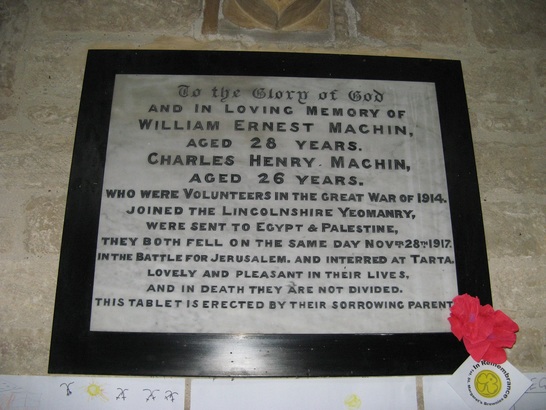 To the Glory of God
AND IN LOVING MEMORY OF
WILLIAM ERNEST MACHIN,
AGED 28 YEARS.
CHARLES HENRY MACHIN,
AGED 26 YEARS.
WHO WERE VOLUNTEERS IN THE GREAT WAR OF 1914.
JOINED THE LINCOLNSHIRE YEOMANRY,
WERE SENT TO EGYPT & PALESTINE,
THEY BOTH FELL ON THE SAME DAY NOVTH 28TH 1917.
IN THE BATTLE FOR JERUSALEM. AND INTERRED AT TARTA.
LOVELY AND PLEASANT IN THEIR LIVES,
AND IN DEATH THEY ARE NOT DIVIDED.
THIS TABLET IS ERECTED BY THEIR SORROWING PARENT
In Remembrance